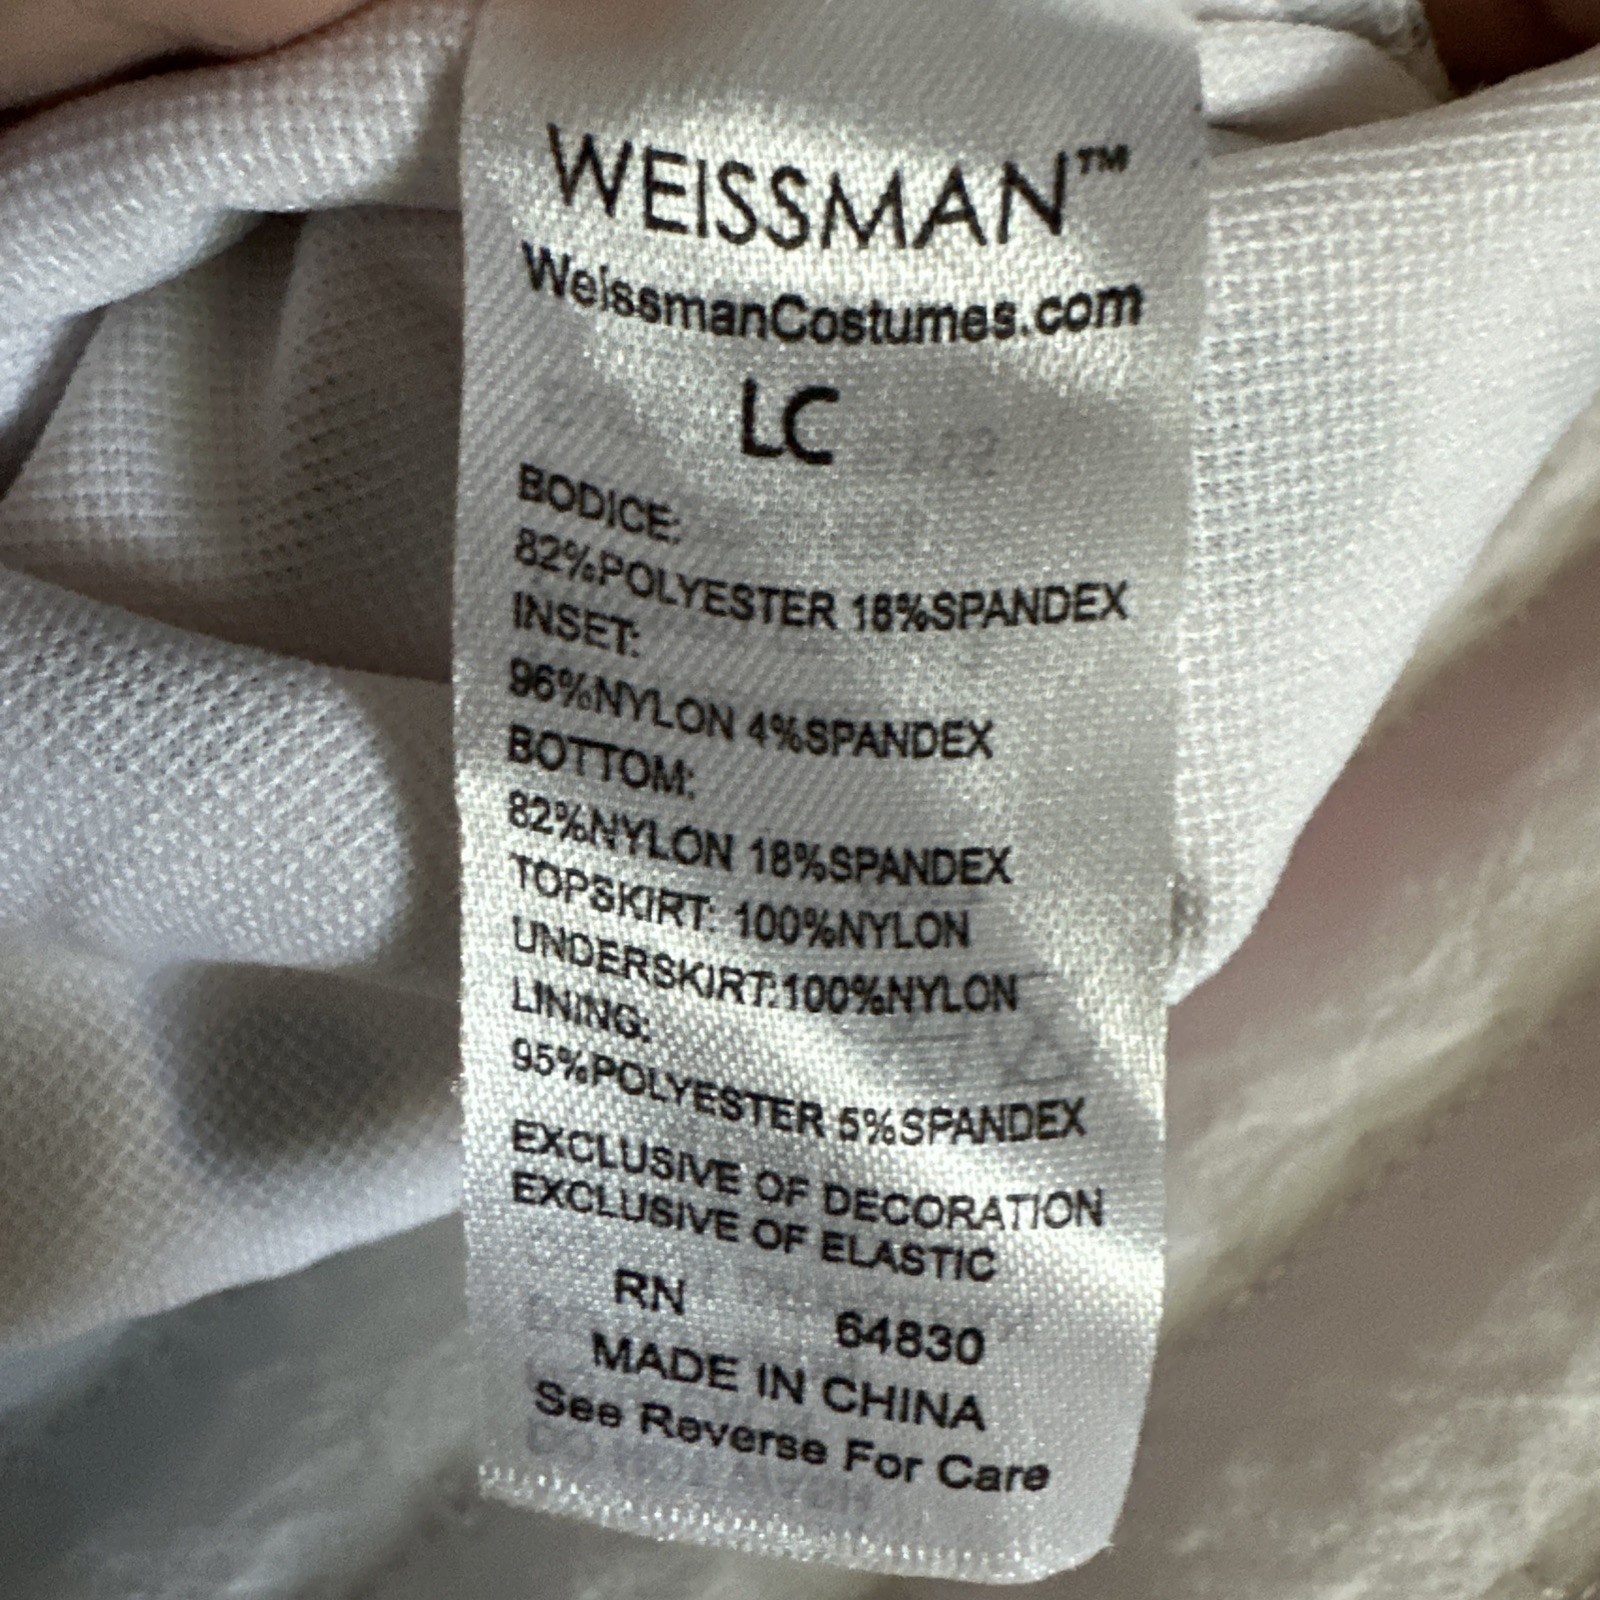 WEISSMAN™
WeissmanCostumes.com
LC
BODICE:
82%POLYESTER 18%SPANDEX
INSET:
96%NYLON 4%SPANDEX
BOTTOM:
82%NYLON 18%SPANDEX
TOPSKIRT: 100%NYLON
UNDERSKIRT:100%NYLON
LINING:
95%POLYESTER 5%SPANDEX
EXCLUSIVE OF DECORATION
EXCLUSIVE OF ELASTIC
RN 64830
MADE IN CHINA
See Reverse For Care